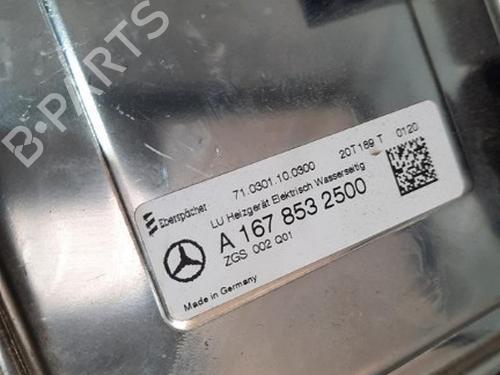 B-PARTS
Eberspächer
71.0301.10.0300
20T189 T 0120
LU Heizgerät Elektrisch Wasserseitig
A 167 853 2500
ZGS 002 Q01
Made in Germany